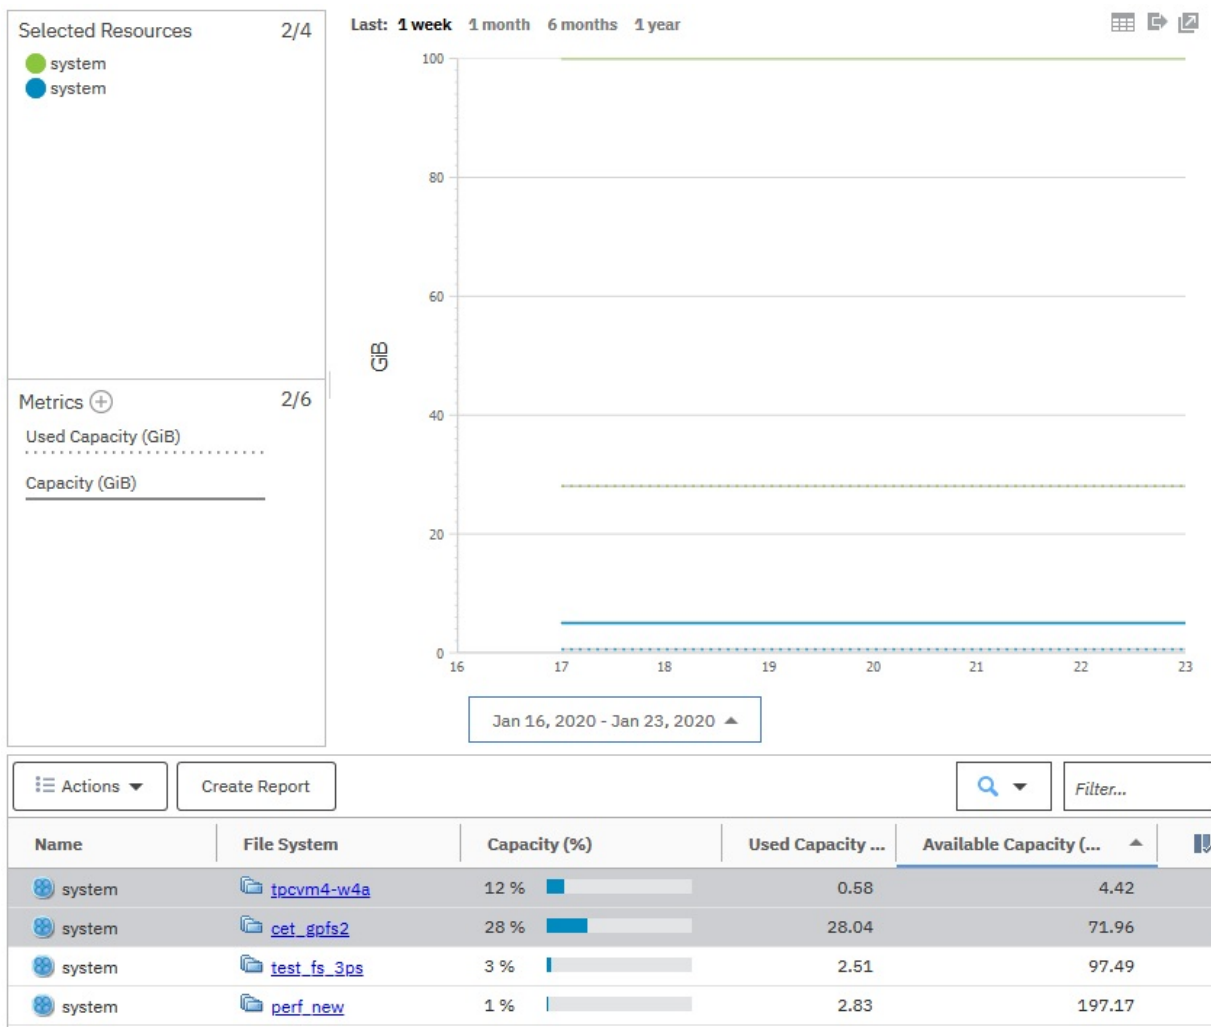 Selected Resources 2/4
system
system
Metrics 2/6
Used Capacity (GiB)
Capacity (GiB)
Last: 1 week 1 month 6 months 1 year
GiB
100
80
60
40
20
0
16 17 18 19 20 21 22 23
Jan 16, 2020 - Jan 23, 2020
Actions Create Report Filter...
Name File System Capacity (%) Used Capacity ... Available Capacity (...
system tpcvm4-w4a 12 % 0.58 4.42
system cet_gpfs2 28 % 28.04 71.96
system test_fs_3ps 3 % 2.51 97.49
system perf_new 1 % 2.83 197.17